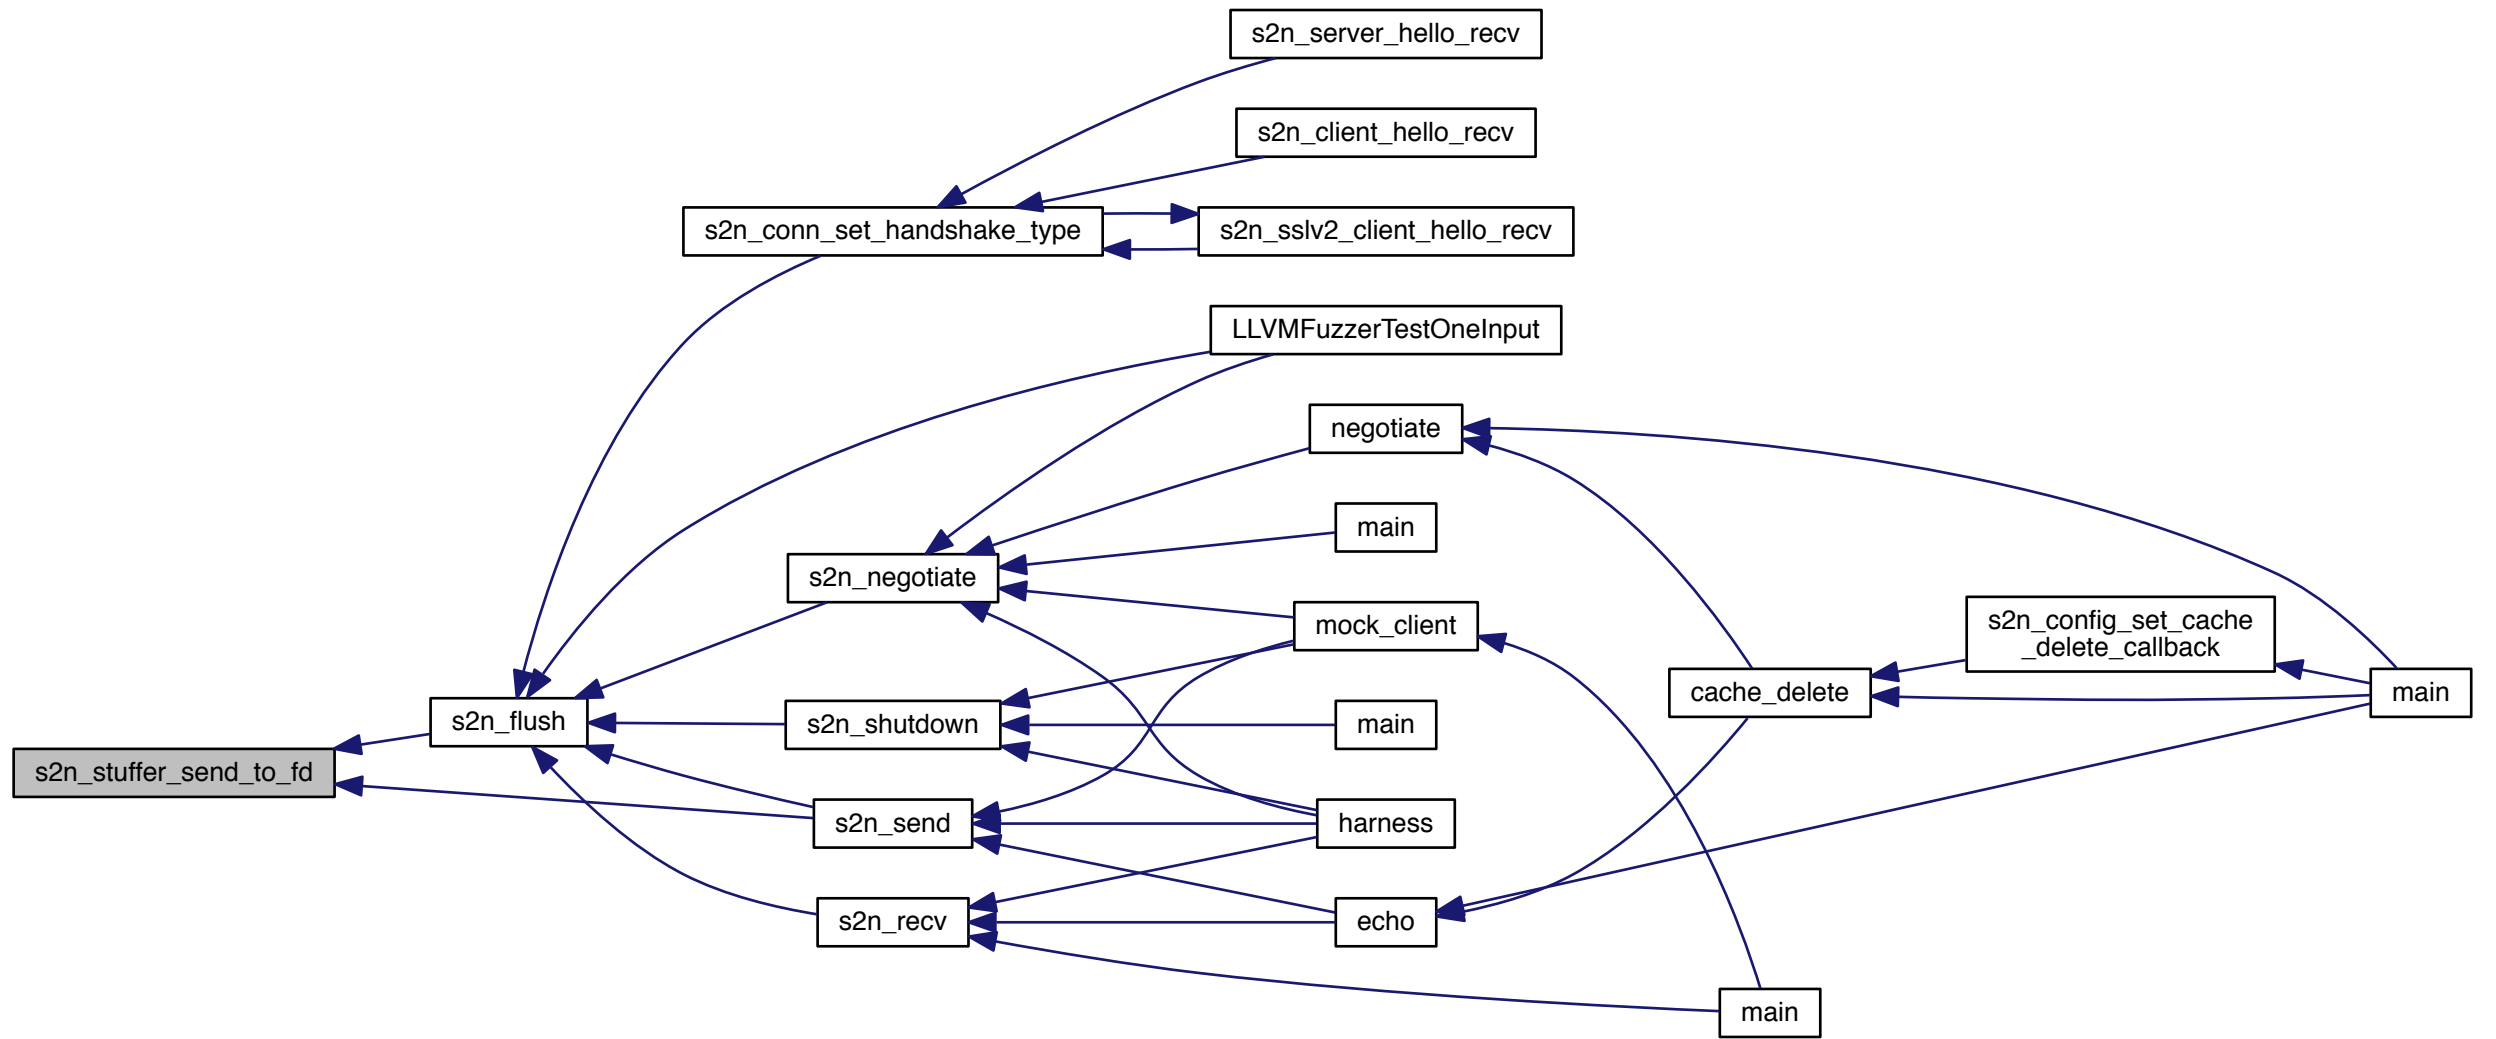 s2n_server_hello_recv
s2n_client_hello_recv
s2n_conn_set_handshake_type
s2n_sslv2_client_hello_recv
LLVMFuzzerTestOneInput
negotiate
main
s2n_negotiate
mock_client
s2n_config_set_cache
_delete_callback
cache_delete
main
s2n_flush
s2n_shutdown
main
s2n_stuffer_send_to_fd
s2n_send
harness
s2n_recv
echo
main